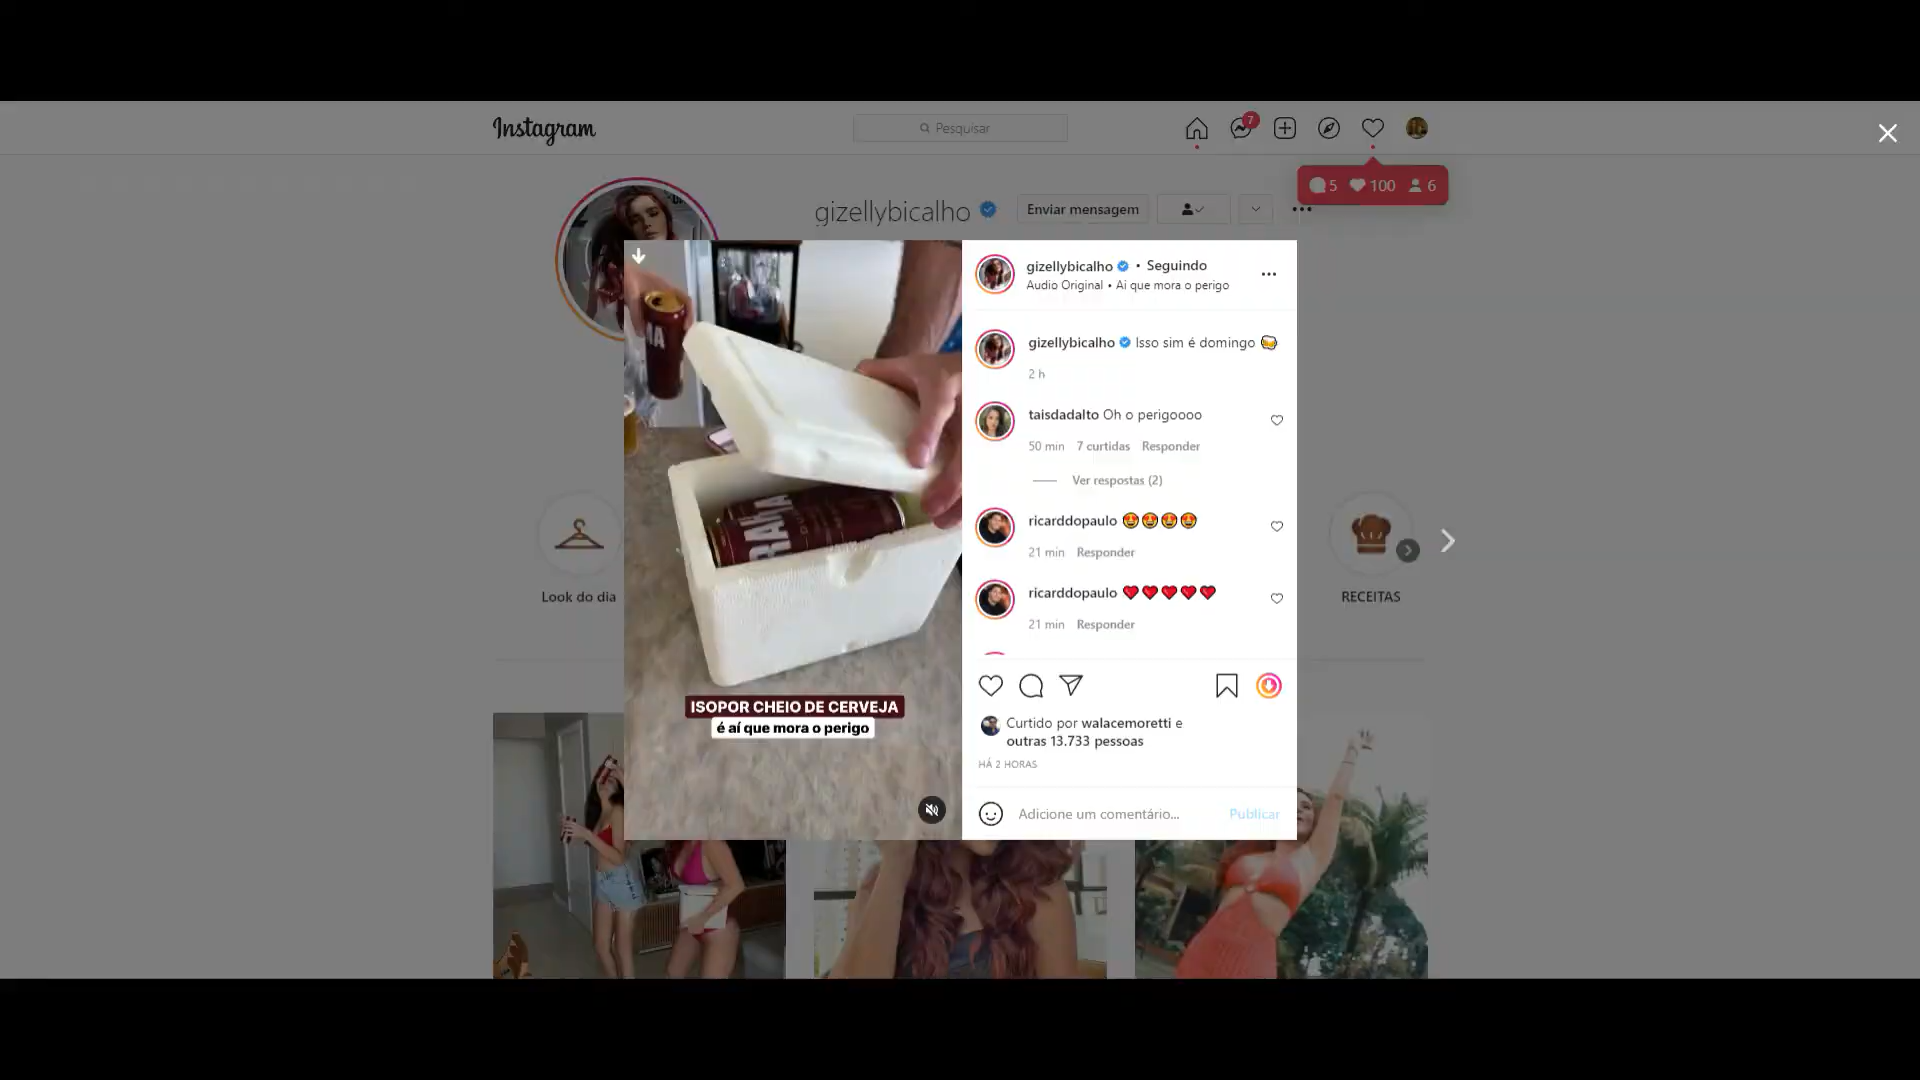 Instagram
Pesquisar
7
5 100 6
gizellybicalho
Enviar mensagem
gizellybicalho • Seguindo
Audio Original • Ai que mora o perigo
gizellybicalho Isso sim é domingo
2 h
taisdadalto Oh o perigoooo
50 min 7 curtidas Responder
Ver respostas (2)
ricarddopaulo
21 min Responder
ricarddopaulo
21 min Responder
Look do dia
RECEITAS
ISOPOR CHEIO DE CERVEJA
é aí que mora o perigo
Curtido por walacemoretti e
outras 13.733 pessoas
HÁ 2 HORAS
Adicione um comentário... Publicar